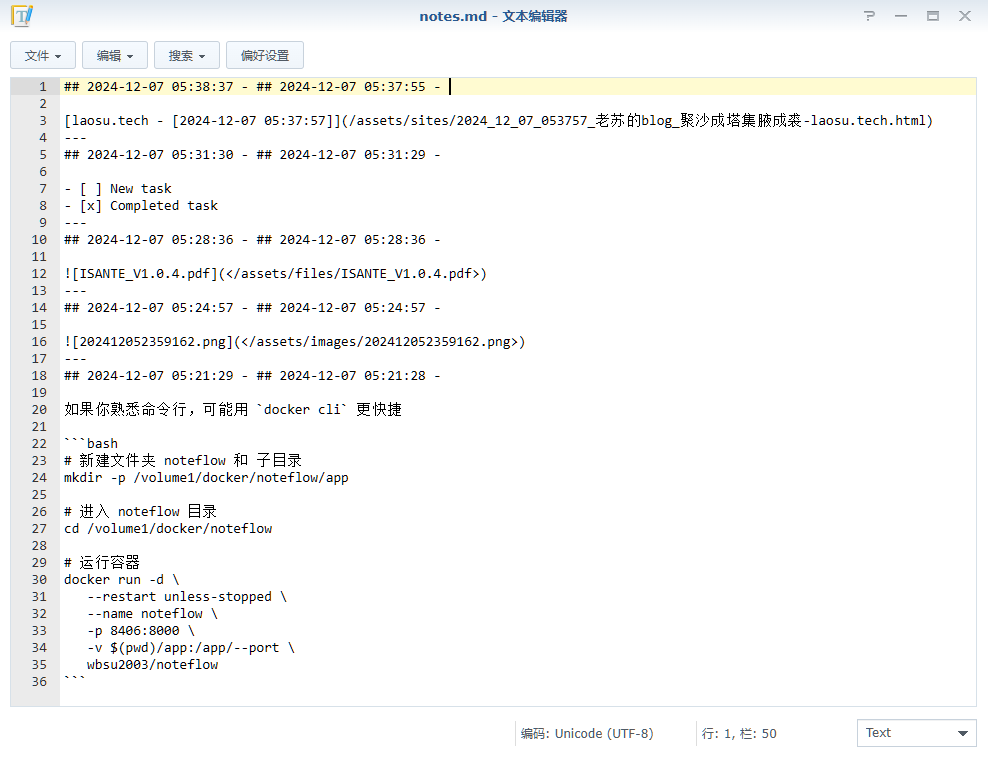 notes.md - 文本编辑器
文件 编辑 搜索 偏好设置
1 ## 2024-12-07 05:38:37 - ## 2024-12-07 05:37:55 -
2
3 [laosu.tech - [2024-12-07 05:37:57]](/assets/sites/2024_12_07_053757_老苏的blog_聚沙成塔集腋成裘-laosu.tech.html)
4 ---
5 ## 2024-12-07 05:31:30 - ## 2024-12-07 05:31:29 -
6
7 - [ ] New task
8 - [x] Completed task
9 ---
10 ## 2024-12-07 05:28:36 - ## 2024-12-07 05:28:36 -
11
12 ![ISANTE_V1.0.4.pdf](</assets/files/ISANTE_V1.0.4.pdf>)
13 ---
14 ## 2024-12-07 05:24:57 - ## 2024-12-07 05:24:57 -
15
16 ![202412052359162.png](</assets/images/202412052359162.png>)
17 ---
18 ## 2024-12-07 05:21:29 - ## 2024-12-07 05:21:28 -
19
20 如果你熟悉命令行，可能用 `docker cli` 更快捷
21
22 ```bash
23 # 新建文件夹 noteflow 和 子目录
24 mkdir -p /volume1/docker/noteflow/app
25
26 # 进入 noteflow 目录
27 cd /volume1/docker/noteflow
28
29 # 运行容器
30 docker run -d \
31    --restart unless-stopped \
32    --name noteflow \
33    -p 8406:8000 \
34    -v $(pwd)/app:/app/--port \
35    wbsu2003/noteflow
36 ```
编码: Unicode (UTF-8) 行: 1, 栏: 50 Text